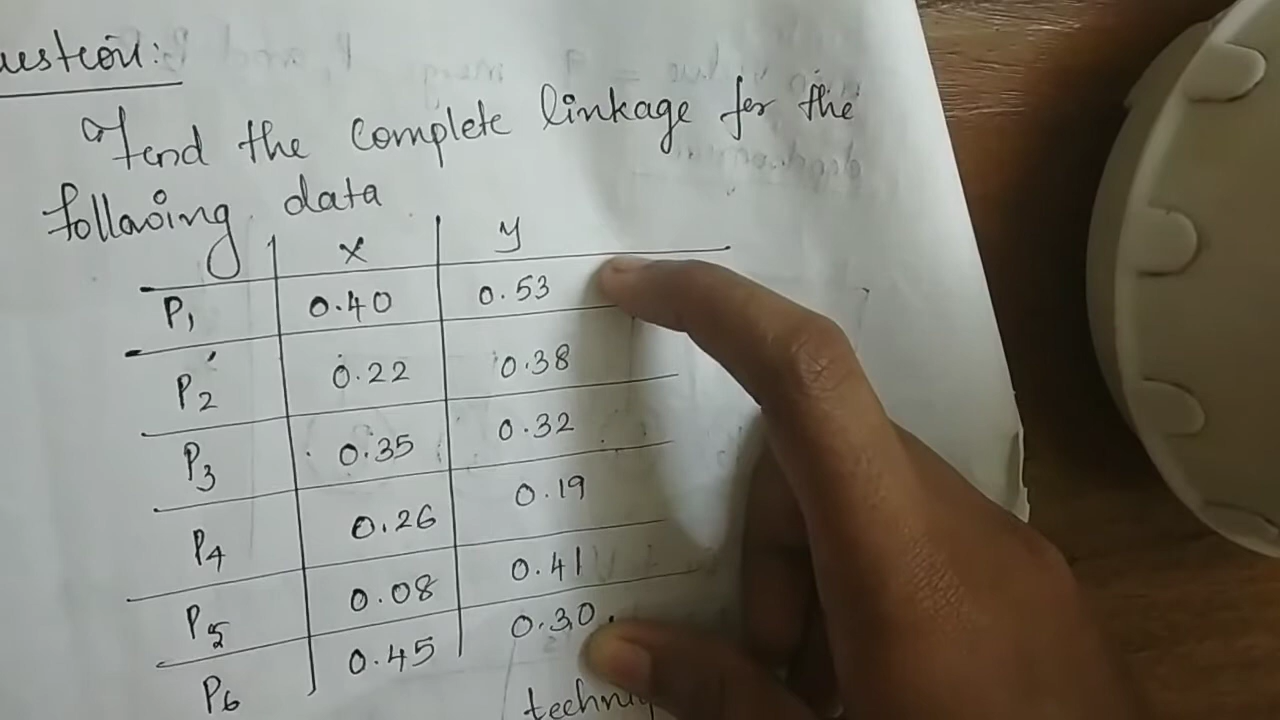 uestion:
Find the complete linkage for the
following data
x y
P1 0.40 0.53
P2 0.22 0.38
P3 0.35 0.32
P4 0.26 0.19
P5 0.08 0.41
P6 0.45 0.30